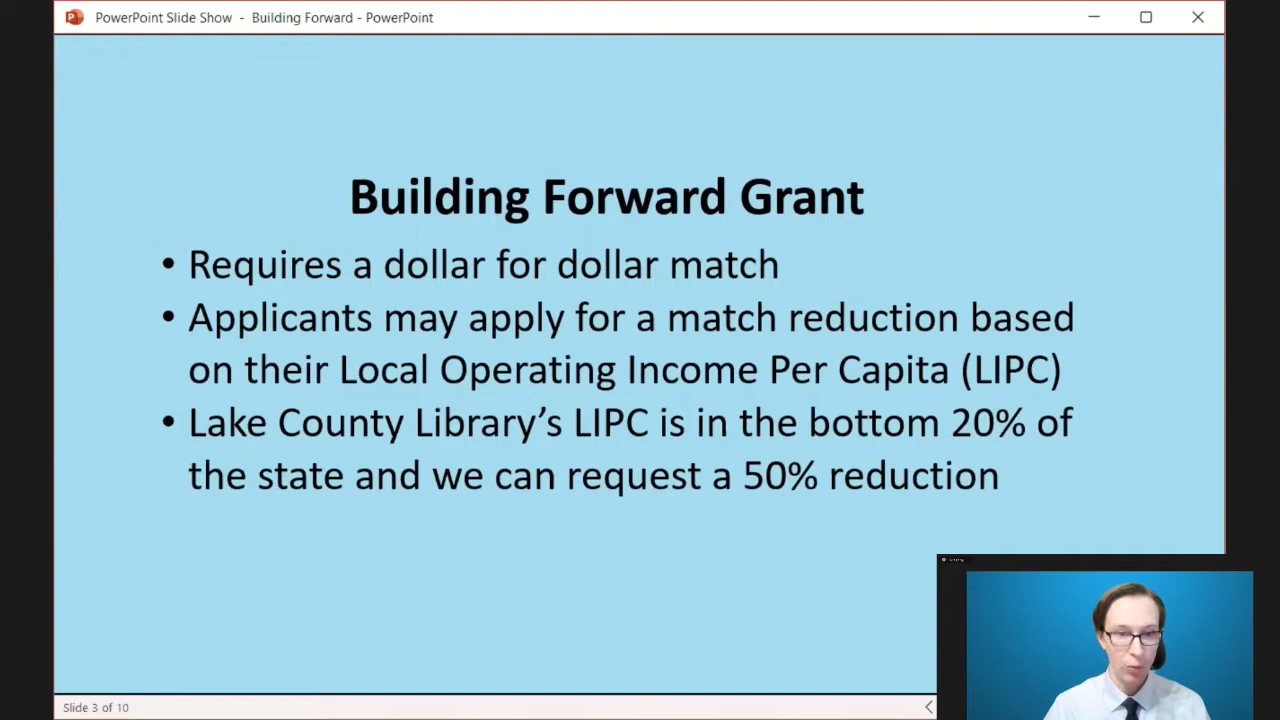 PowerPoint Slide Show - Building Forward - PowerPoint
Building Forward Grant
• Requires a dollar for dollar match
• Applicants may apply for a match reduction based
on their Local Operating Income Per Capita (LIPC)
• Lake County Library’s LIPC is in the bottom 20% of
the state and we can request a 50% reduction
Slide 3 of 10